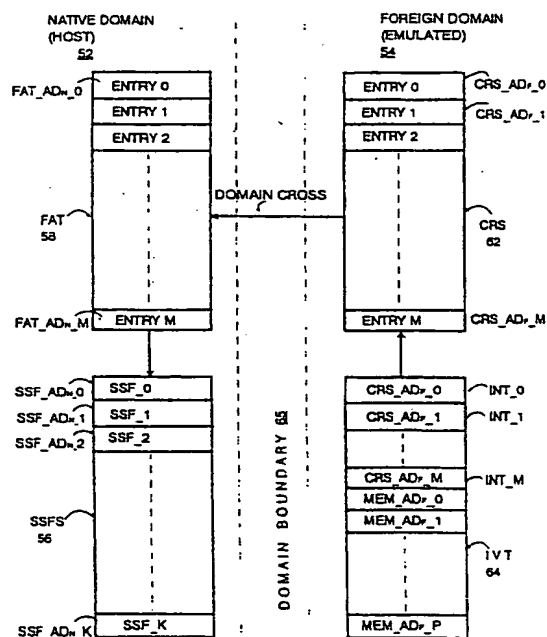 NATIVE DOMAIN
(HOST)
52
FOREIGN DOMAIN
(EMULATED)
54
FAT_ADN_0
ENTRY 0
ENTRY 1
ENTRY 2
FAT
58
FAT_ADN_M
ENTRY M
DOMAIN CROSS
ENTRY 0
CRS_ADF_0
ENTRY 1
CRS_ADF_1
ENTRY 2
CRS
62
ENTRY M
CRS_ADF_M
SSF_ADN_0
SSF_0
SSF_ADN_1
SSF_1
SSF_ADN_2
SSF_2
SSFS
56
SSF_ADN_K
SSF_K
DOMAIN BOUNDARY 65
CRS_ADF_0
INT_0
CRS_ADF_1
INT_1
CRS_ADF_M
INT_M
MEM_ADF_0
MEM_ADF_1
IVT
64
MEM_ADF_P